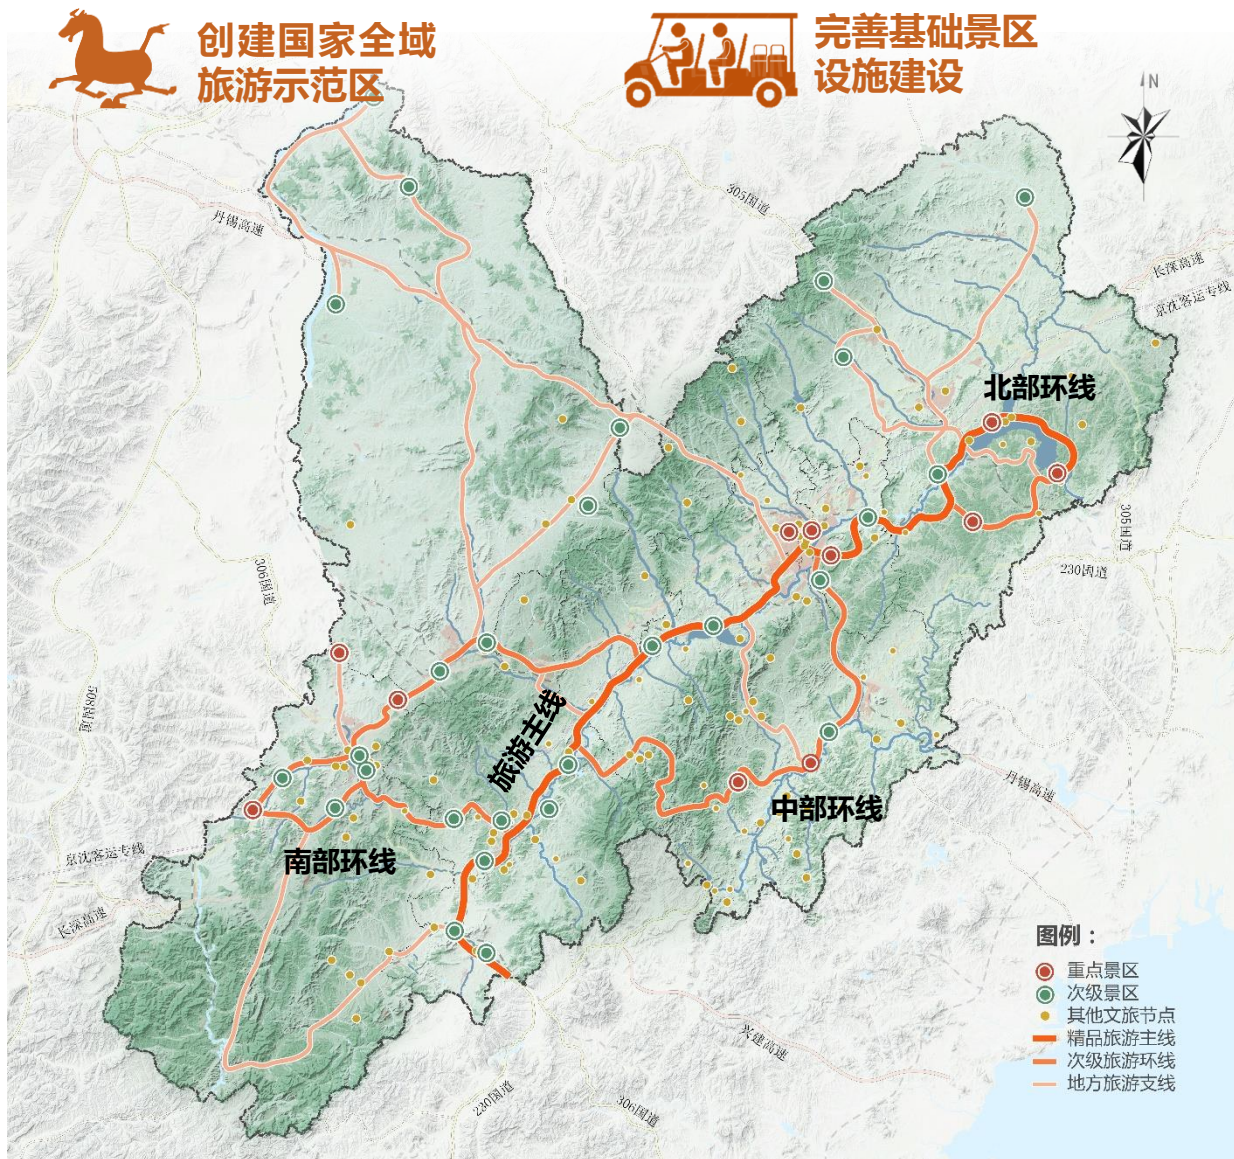 创建国家全域
旅游示范区
完善基础景区
设施建设
N
305国道
丹锡高速
长深高速
京沈客运专线
北部环线
305国道
230国道
306国道
508国道
旅游主线
丹锡高速
中部环线
南部环线
京沈客运专线
长深高速
图例：
重点景区
次级景区
其他文旅节点
精品旅游主线
次级旅游环线
地方旅游支线
兴建高速
230国道
306国道